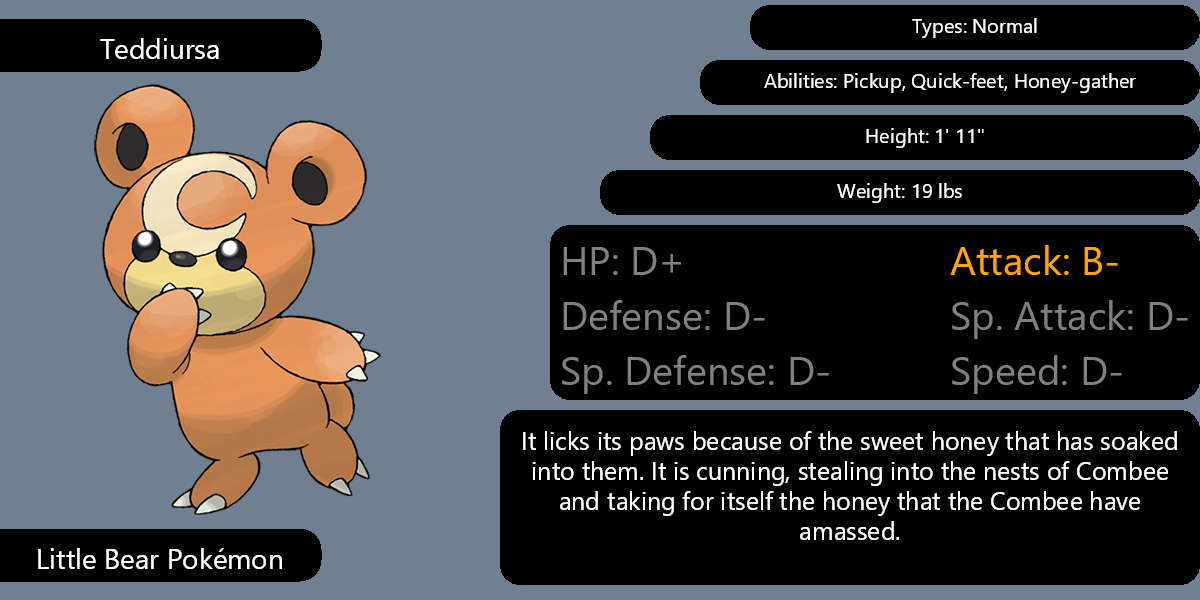 Teddiursa
Types: Normal
Abilities: Pickup, Quick-feet, Honey-gather
Height: 1' 11"
Weight: 19 lbs
HP: D+
Attack: B-
Defense: D-
Sp. Attack: D-
Sp. Defense: D-
Speed: D-
It licks its paws because of the sweet honey that has soaked
into them. It is cunning, stealing into the nests of Combee
and taking for itself the honey that the Combee have
amassed.
Little Bear Pokémon